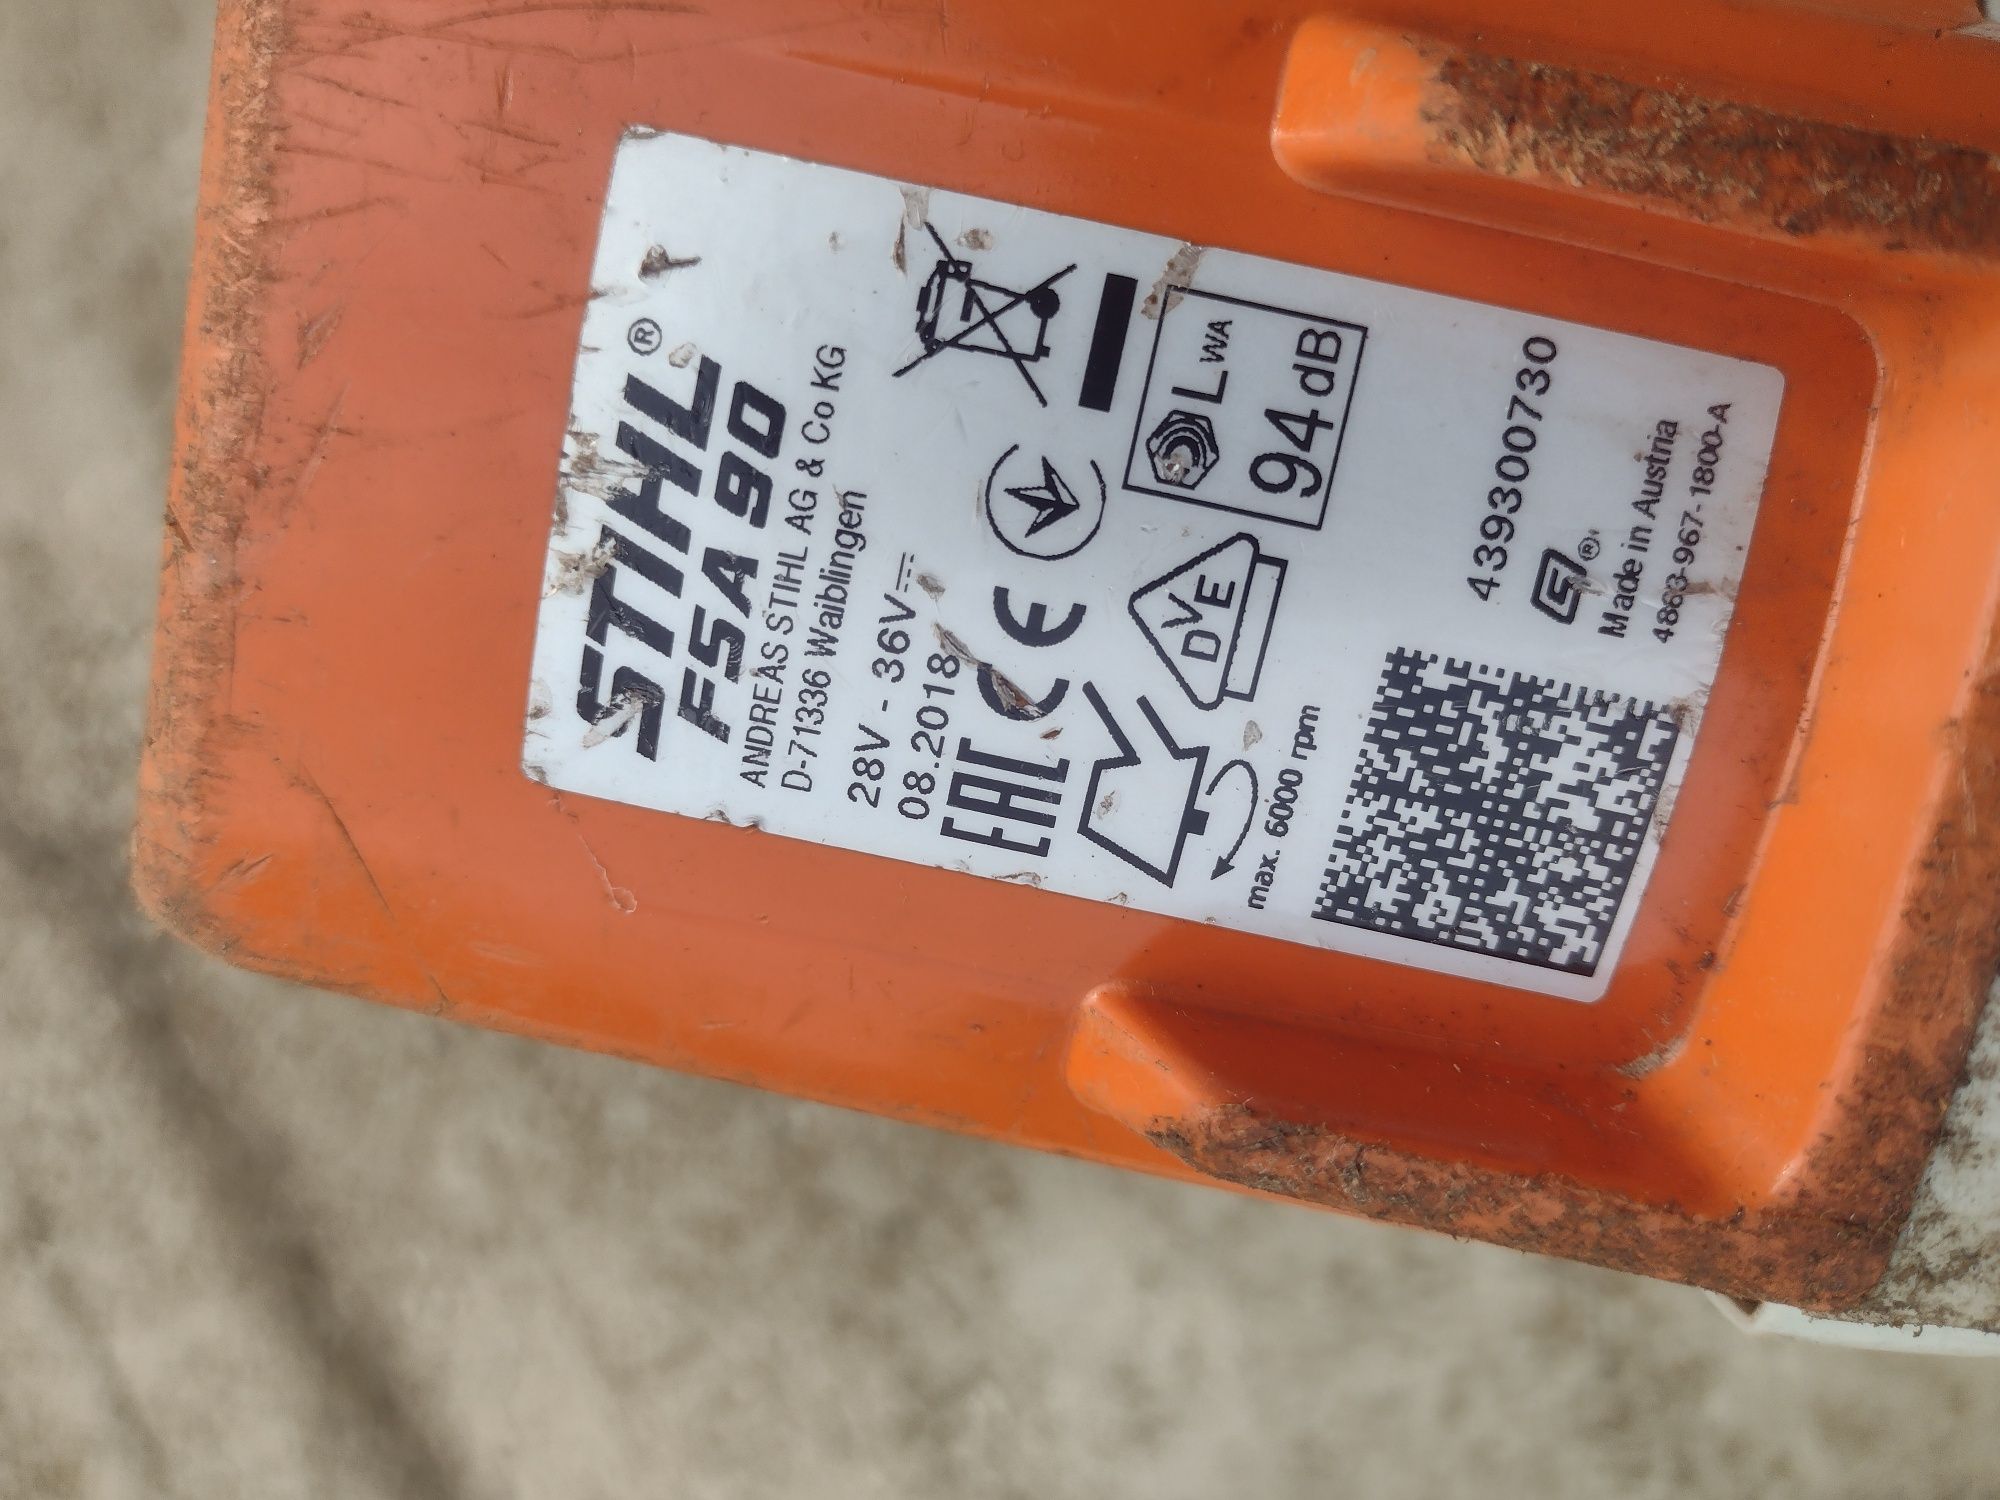 STIHL®
FSA 90
ANDREAS STIHL AG & Co KG
D-71336 Waiblingen
28V - 36V
08.2018
EAC CE
DVE
LWA
94 dB
max. 6000 rpm
439300730
®
Made in Austria
4863-967-1800-A